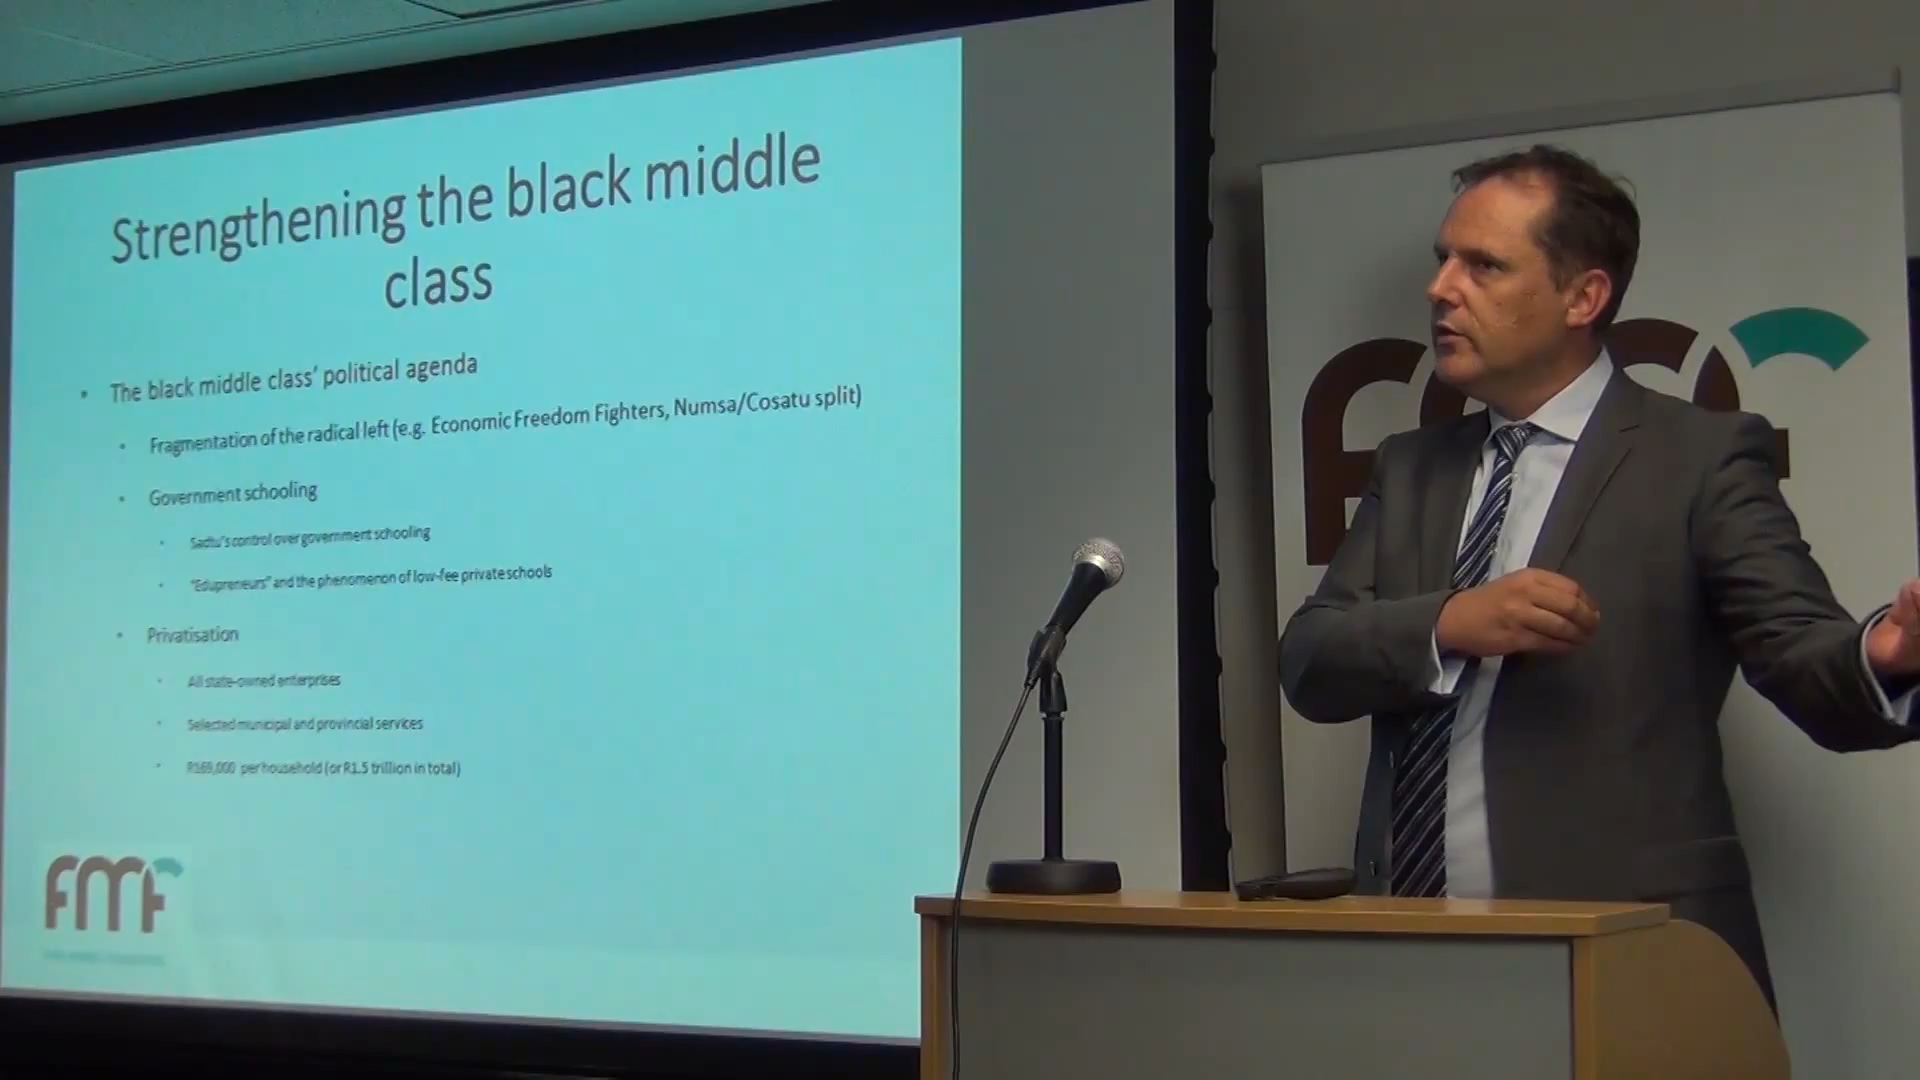 Strengthening the black middle
class
• The black middle class' political agenda
• Fragmentation of the radical left (e.g. Economic Freedom Fighters, Numsa/Cosatu split)
• Government schooling
• Sadtu's control over government schooling
• "Edupreneurs" and the phenomenon of low-fee private schools
• Privatisation
• All state-owned enterprises
• Selected municipal and provincial services
• R169,000 per household (or R1.5 trillion in total)
FMF